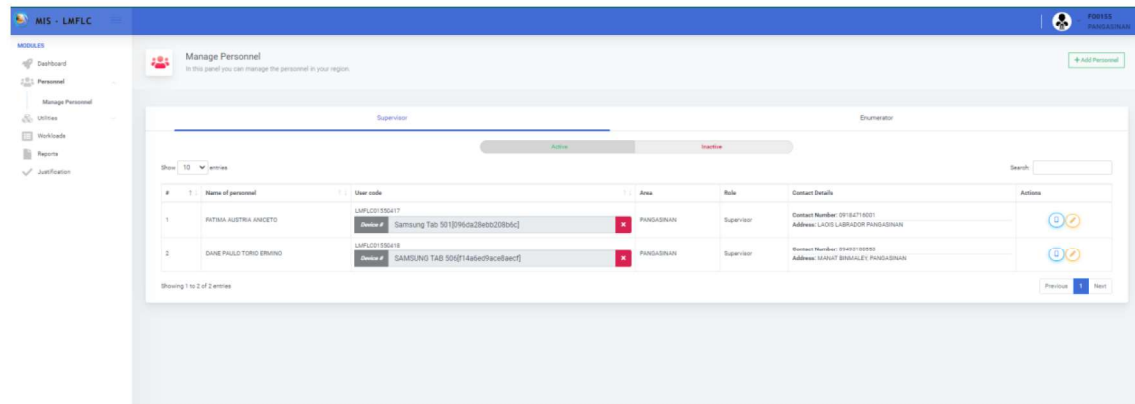 MIS - LMFLC
F00155
PANGASINAN
MODULES
Dashboard
Personnel
Manage Personnel
Utilities
Workloads
Reports
Justification
Manage Personnel
In this panel you can manage the personnel in your region.
+ Add Personnel
Supervisor Enumerator
Active Inactive
Show 10 entries Search:
# Name of personnel User code Area Role Contact Details Actions
LMFLC01550417
1 FATIMA AUSTRIA ANICETO Device # Samsung Tab 501[096da28ebb208b6c] PANGASINAN Supervisor Contact Number: 09184716001
Address: LAOIS LABRADOR PANGASINAN
LMFLC01550418
2 DANE PAULO TORIO ERMINO Device # SAMSUNG TAB 506[f14a6ed9ace8aecf] PANGASINAN Supervisor Contact Number:
Address: MANAT BINMALEY, PANGASINAN
Showing 1 to 2 of 2 entries Previous 1 Next